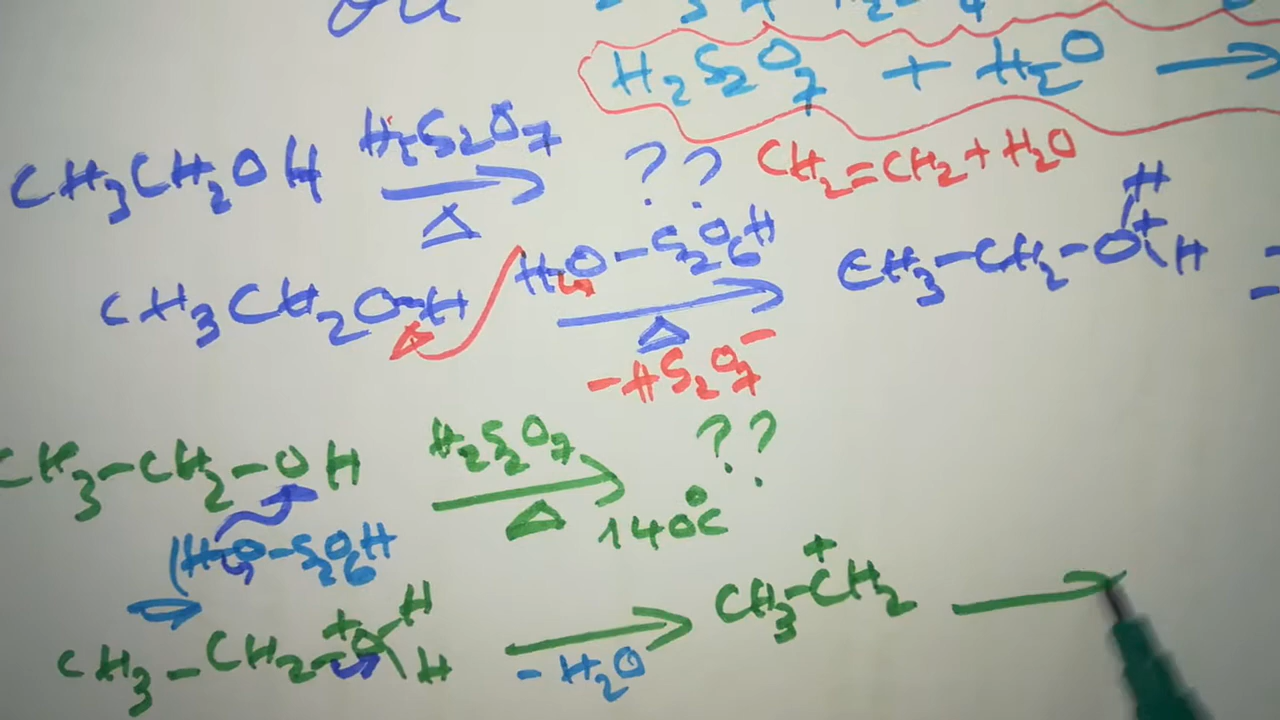 ou
H₂S₂O₇ + H₂O →
CH₃CH₂OH H₂S₂O₇ → Δ ?? CH₂=CH₂ + H₂O
CH₃CH₂O-H HO-S₂O₆H → Δ CH₃-CH₂-O⁺ H H
-HS₂O₇⁻
CH₃-CH₂-OH H₂S₂O₇ → Δ 140°C ??
(HO-S₂O₆H
→
CH₃-CH₂-O⁺ H H → -H₂O CH₃-C⁺H₂ →